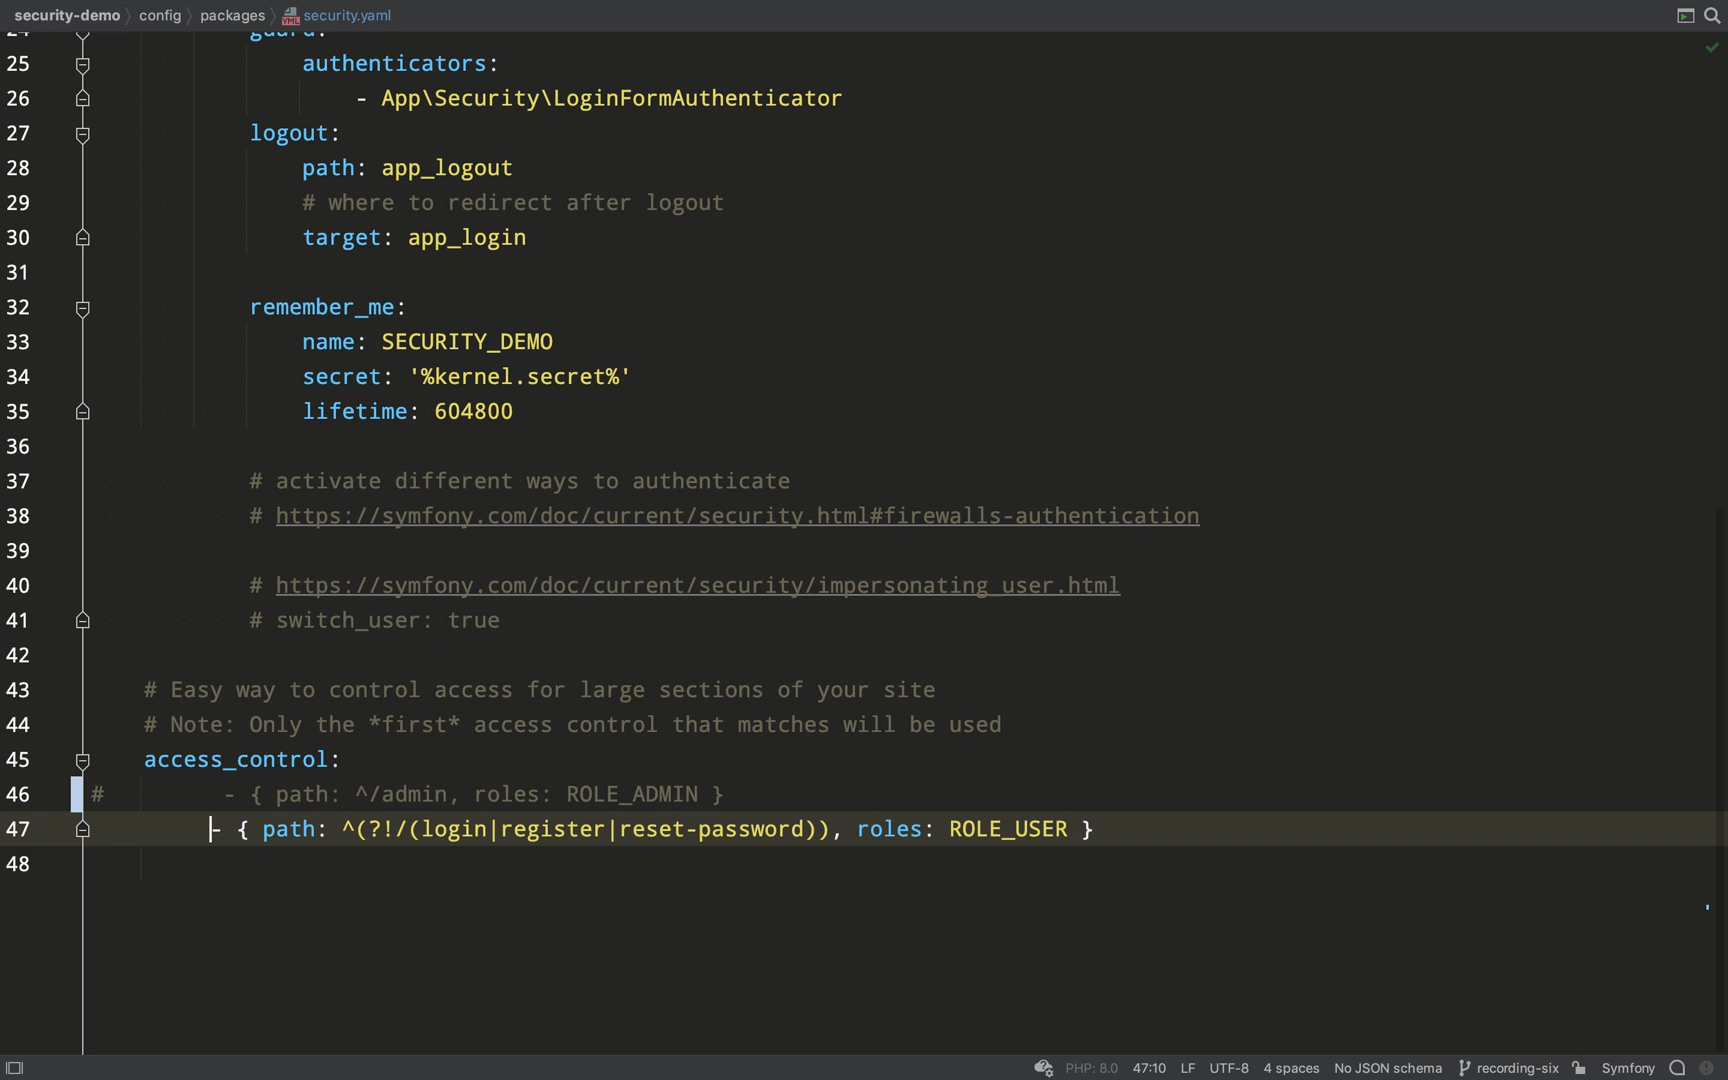 security-demo config packages security.yaml
24 guard:
25 authenticators:
26 - App\Security\LoginFormAuthenticator
27 logout:
28 path: app_logout
29 # where to redirect after logout
30 target: app_login
31
32 remember_me:
33 name: SECURITY_DEMO
34 secret: '%kernel.secret%'
35 lifetime: 604800
36
37 # activate different ways to authenticate
38 # https://symfony.com/doc/current/security.html#firewalls-authentication
39
40 # https://symfony.com/doc/current/security/impersonating_user.html
41 # switch_user: true
42
43 # Easy way to control access for large sections of your site
44 # Note: Only the *first* access control that matches will be used
45 access_control:
46 # - { path: ^/admin, roles: ROLE_ADMIN }
47 - { path: ^(?!/(login|register|reset-password)), roles: ROLE_USER }
48
PHP: 8.0 47:10 LF UTF-8 4 spaces No JSON schema recording-six Symfony